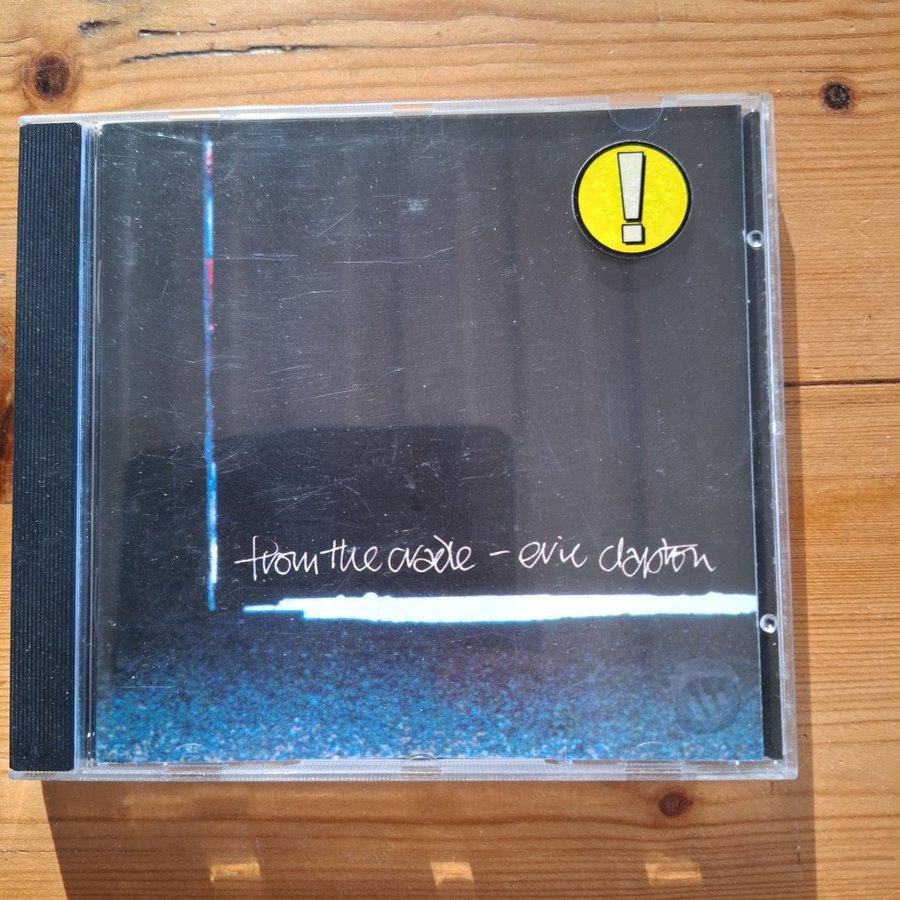 !
from the cradle - eric clapton